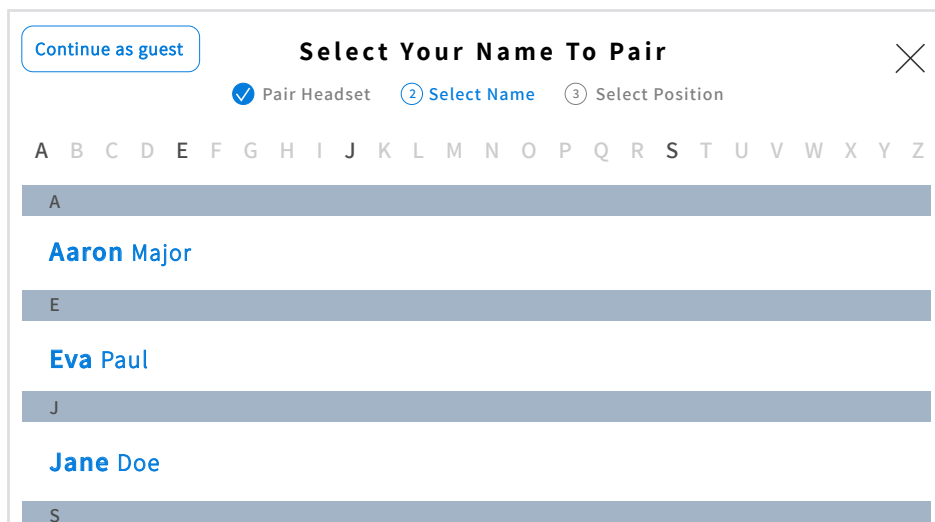 Continue as guest
Select Your Name To Pair
Pair Headset 2 Select Name 3 Select Position
A B C D E F G H I J K L M N O P Q R S T U V W X Y Z
A
Aaron Major
E
Eva Paul
J
Jane Doe
S